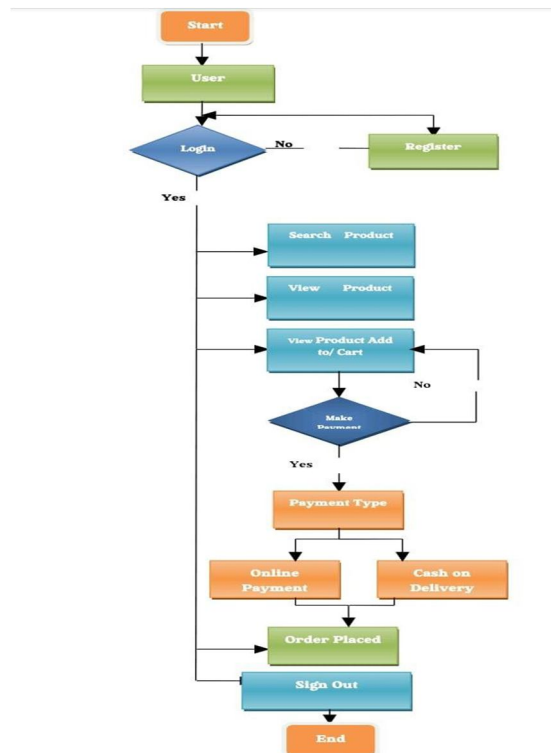 Start
User
Login
No
Register
Yes
Search Product
View Product
View Product Add
to/ Cart
No
Make
Payment
Yes
Payment Type
Online
Payment
Cash on
Delivery
Order Placed
Sign Out
End